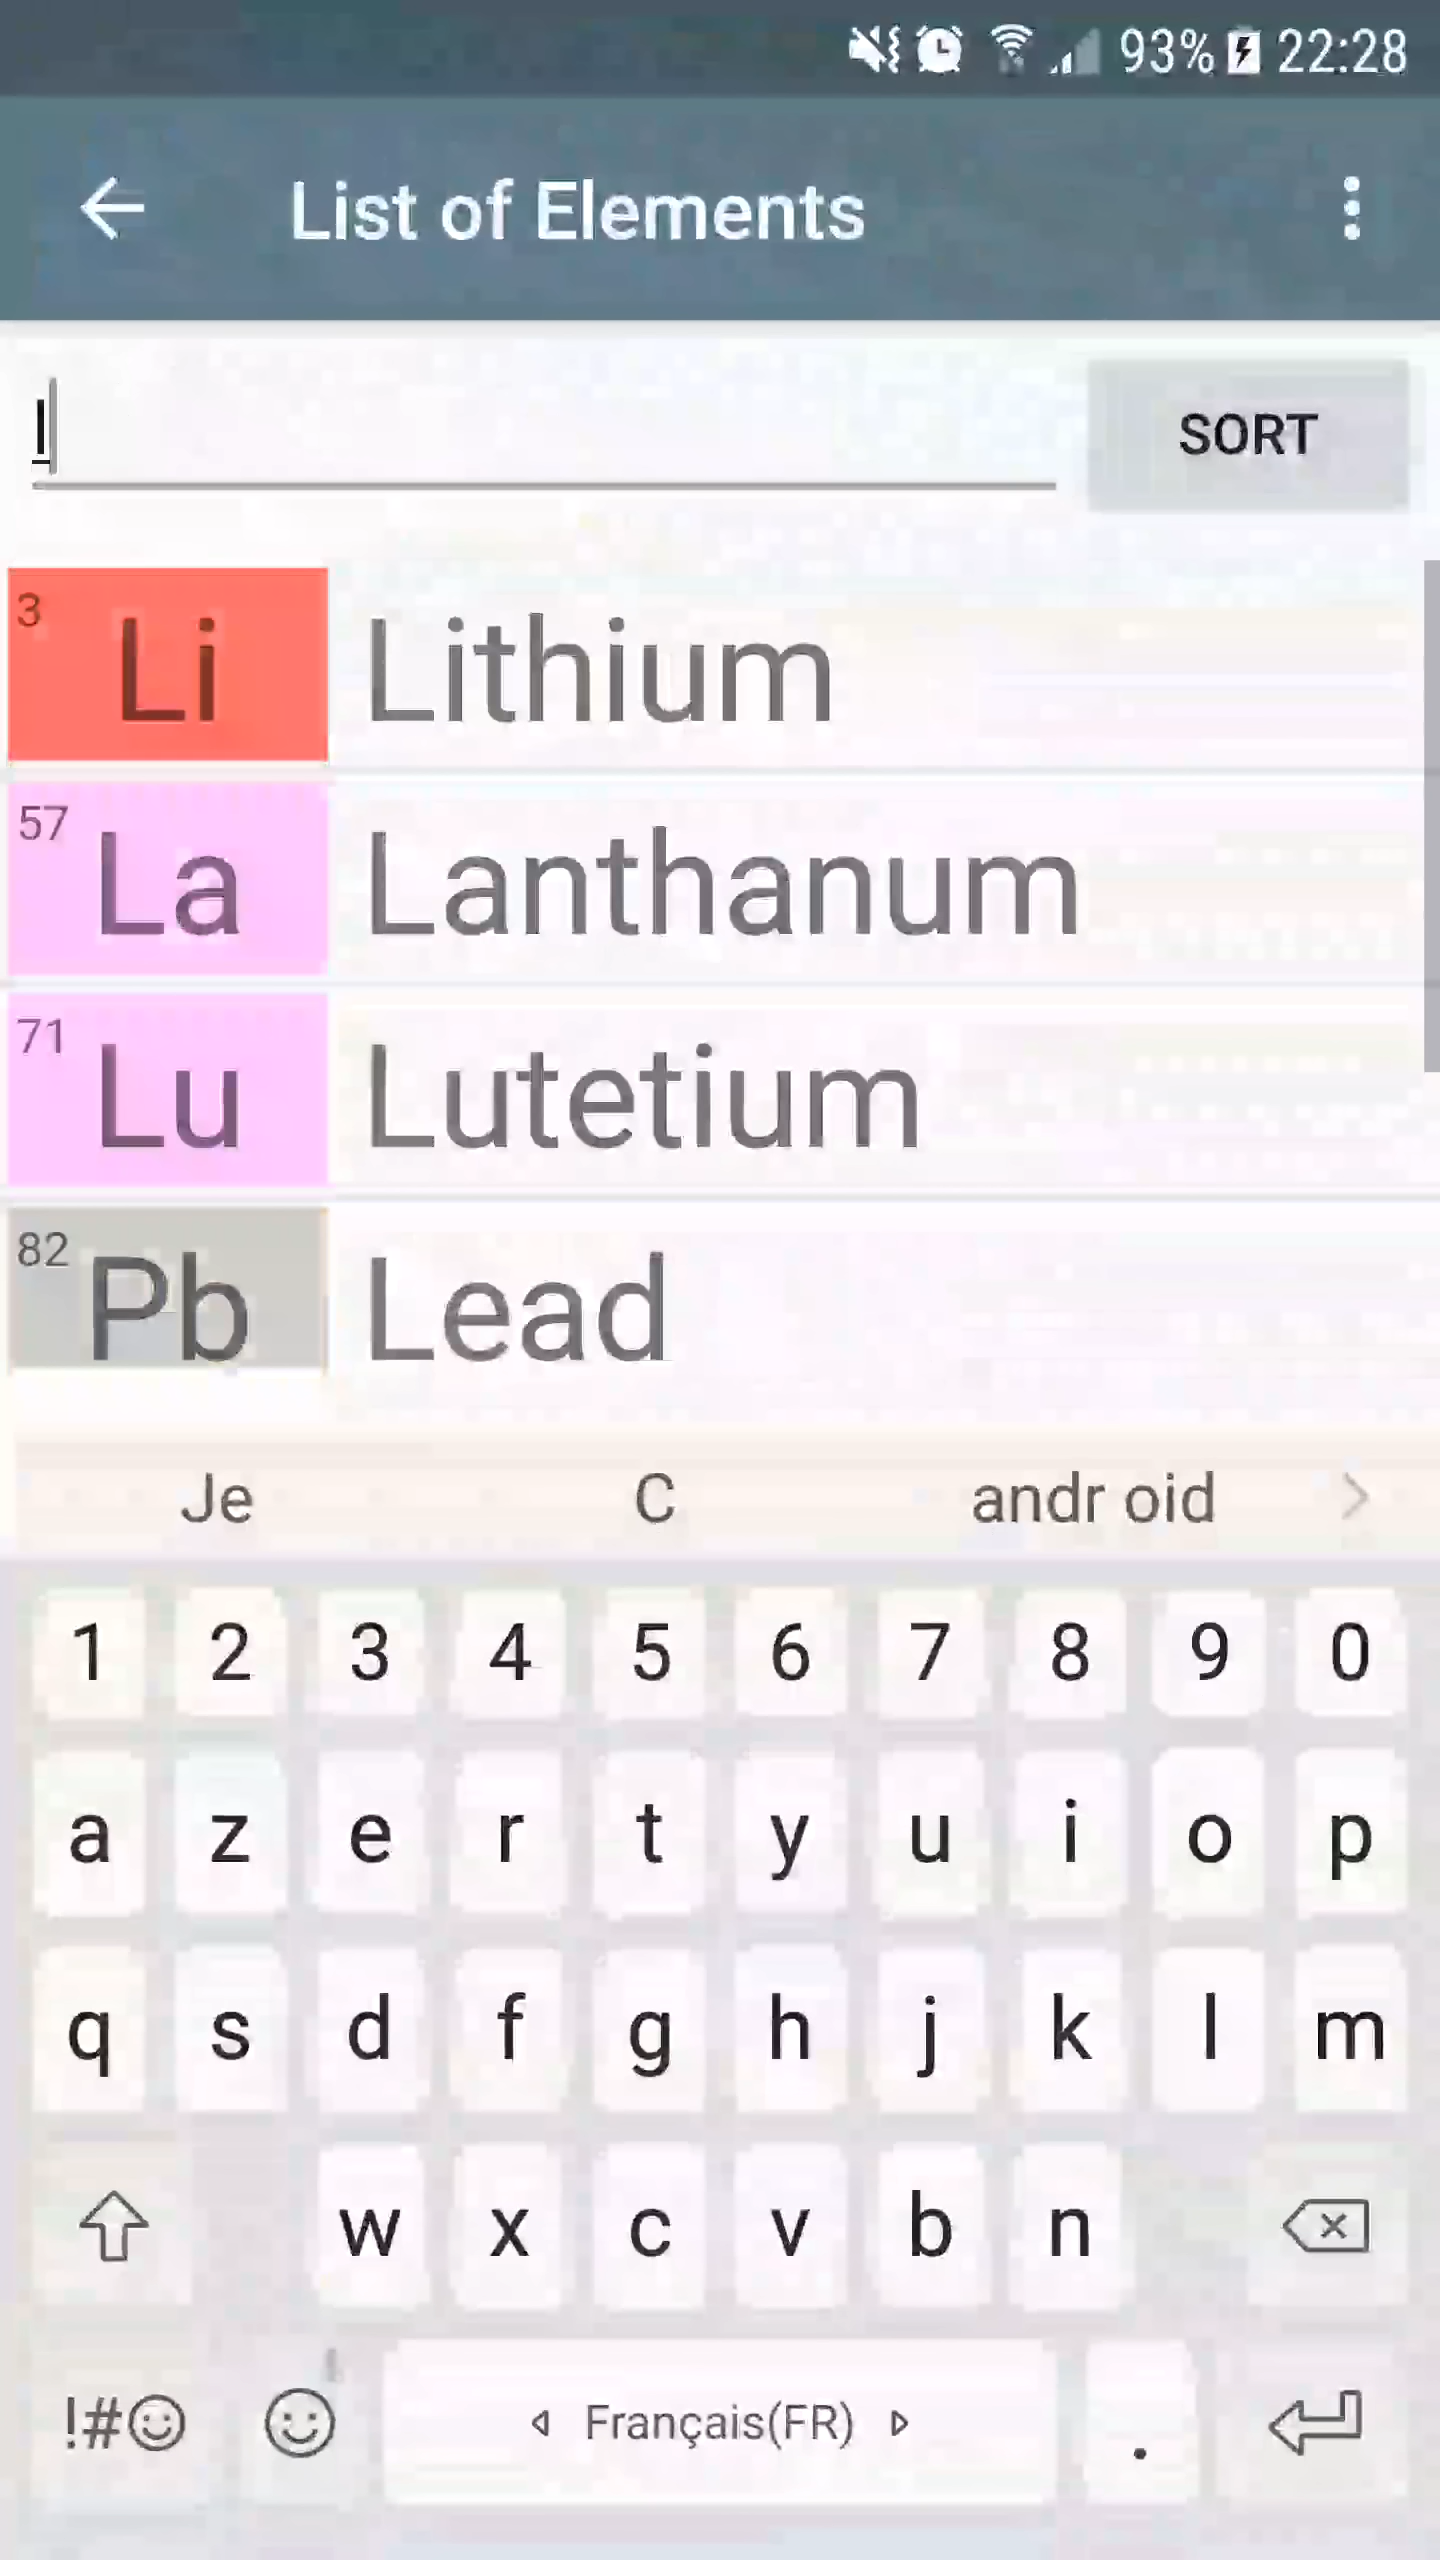 93% 22:28
List of Elements
l
SORT
3
Li
Lithium
57
La
Lanthanum
71
Lu
Lutetium
82
Pb
Lead
Je C andr oid
1 2 3 4 5 6 7 8 9 0
a z e r t y u i o p
q s d f g h j k l m
w x c v b n
!# Français(FR) .